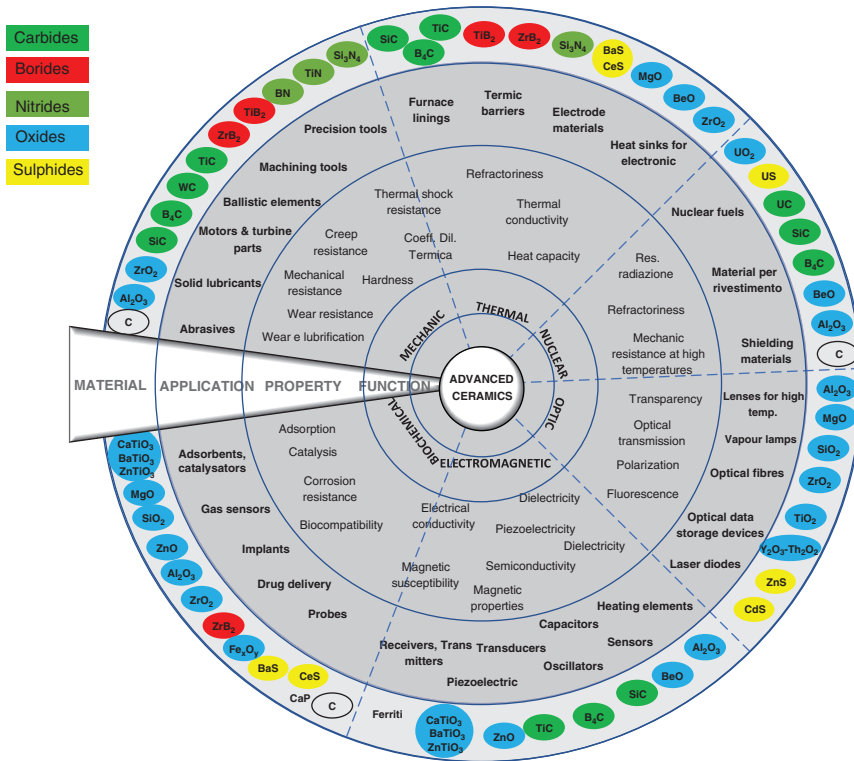 Carbides
Borides
Nitrides
Oxides
Sulphides
MATERIAL
APPLICATION
PROPERTY
FUNCTION
ADVANCED
CERAMICS
MECHANIC
THERMAL
NUCLEAR
OPTIC
ELECTROMAGNETIC
BIOCHEMICAL
C
Al₂O₃
ZrO₂
SiC
B₄C
WC
TiC
ZrB₂
TiB₂
BN
TiN
Si₃N₄
SiC
B₄C
TiC
TiB₂
ZrB₂
Si₃N₄
BaS
CeS
MgO
BeO
ZrO₂
UO₂
US
UC
SiC
B₄C
BeO
Al₂O₃
C
Al₂O₃
MgO
SiO₂
ZrO₂
TiO₂
Y₂O₃-Th₂O₂
ZnS
CdS
Al₂O₃
BeO
SiC
B₄C
TiC
ZnO
CaTiO₃
BaTiO₃
ZnTiO₃
Ferriti
C
CaP
CeS
BaS
FeₓOᵧ
ZrB₂
ZrO₂
Al₂O₃
ZnO
SiO₂
MgO
CaTiO₃
BaTiO₃
ZnTiO₃
Precision tools
Machining tools
Ballistic elements
Motors & turbine
parts
Solid lubricants
Abrasives
Furnace
linings
Termic
barriers
Electrode
materials
Heat sinks for
electronic
Nuclear fuels
Material per
rivestimento
Shielding
materials
Lenses for high
temp.
Vapour lamps
Optical fibres
Optical data
storage devices
Laser diodes
Heating elements
Capacitors
Sensors
Oscillators
Transducers
Piezoelectric
Receivers, Trans
mitters
Probes
Drug delivery
Implants
Gas sensors
Adsorbents,
catalysators
Thermal shock
resistance
Creep
resistance
Coeff. Dil.
Termica
Mechanical
resistance
Hardness
Wear resistance
Wear e lubrification
Refractoriness
Thermal
conductivity
Heat capacity
Res.
radiazione
Refractoriness
Mechanic
resistance at high
temperatures
Transparency
Optical
transmission
Polarization
Fluorescence
Dielectricity
Electrical
conductivity
Piezoelectricity
Dielectricity
Semiconductivity
Magnetic
susceptibility
Magnetic
properties
Adsorption
Catalysis
Corrosion
resistance
Biocompatibility